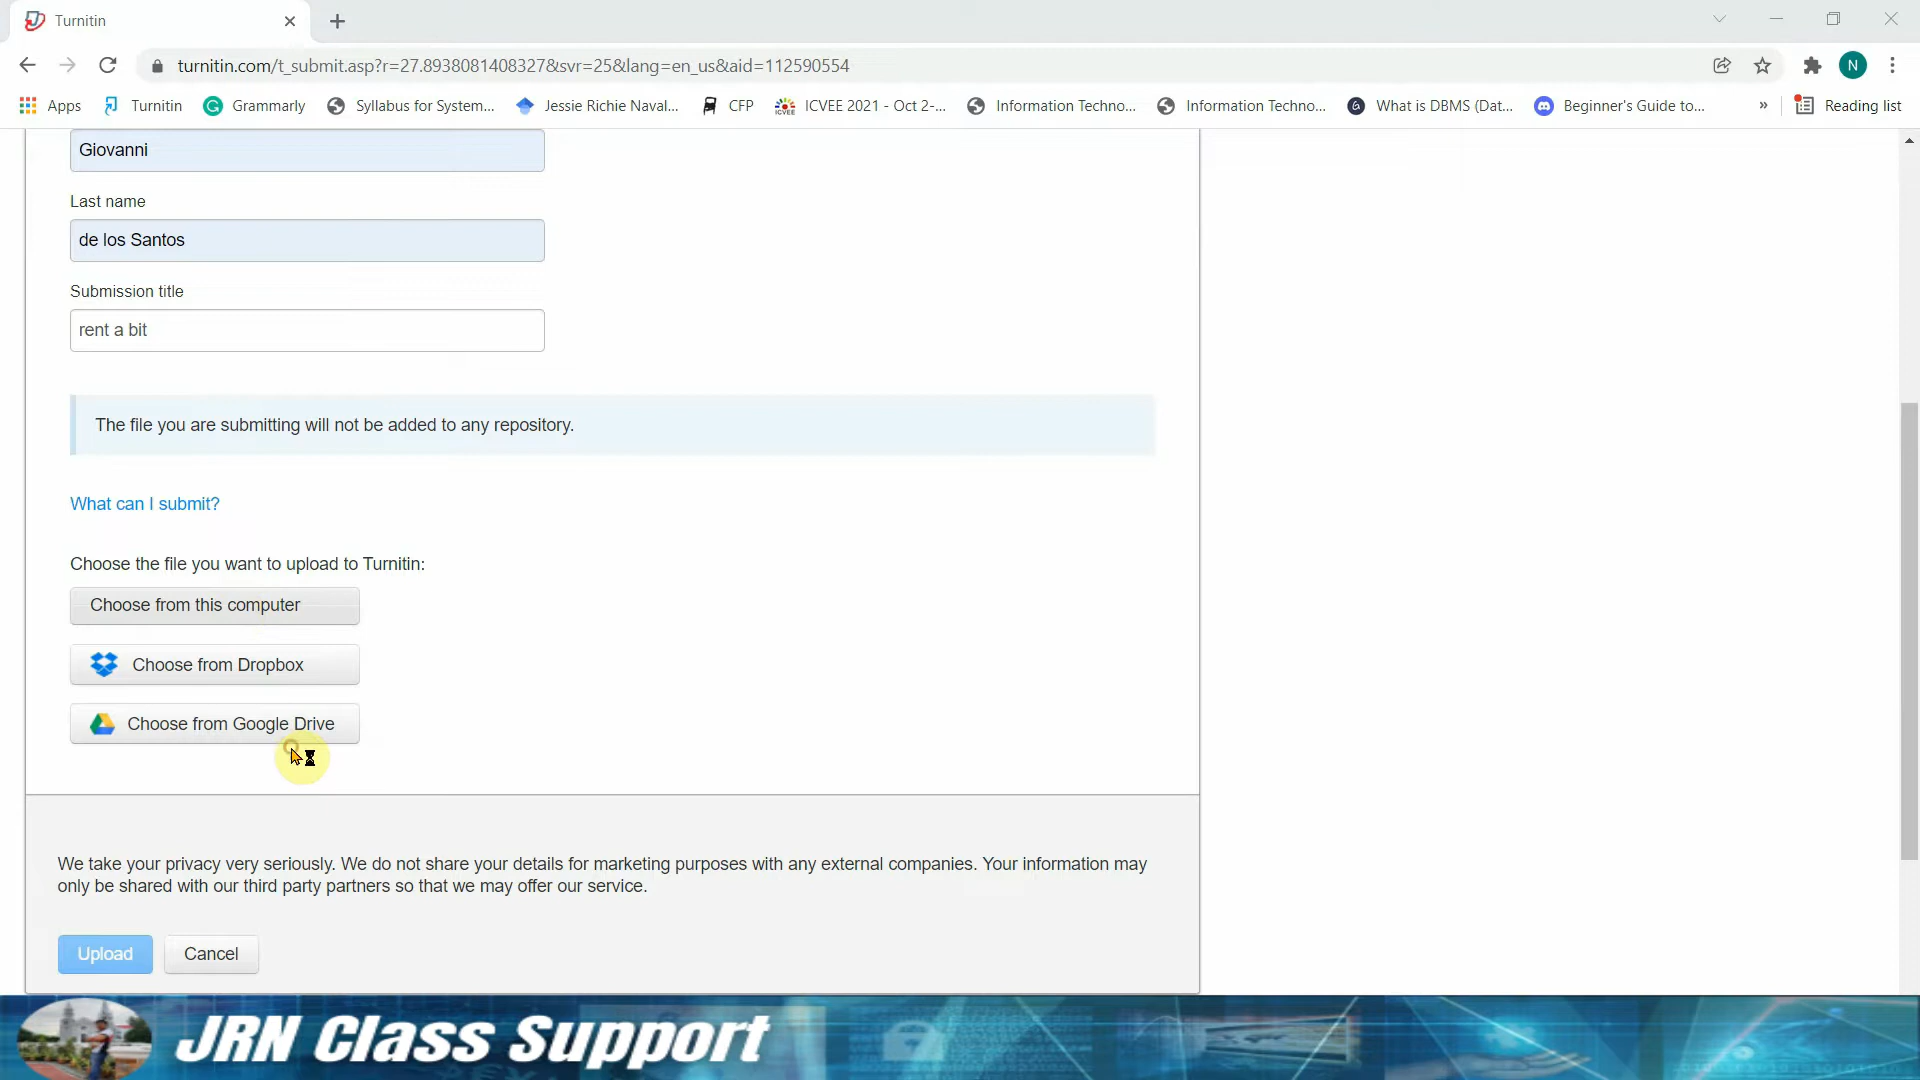 Turnitin
turnitin.com/t_submit.asp?r=27.8938081408327&svr=25&lang=en_us&aid=112590554
N
Apps Turnitin Grammarly Syllabus for System... Jessie Richie Naval... CFP ICVEE 2021 - Oct 2-... Information Techno... Information Techno... What is DBMS (Dat... Beginner's Guide to... » Reading list
Giovanni
Last name
de los Santos
Submission title
rent a bit
The file you are submitting will not be added to any repository.
What can I submit?
Choose the file you want to upload to Turnitin:
Choose from this computer
Choose from Dropbox
Choose from Google Drive
We take your privacy very seriously. We do not share your details for marketing purposes with any external companies. Your information may
only be shared with our third party partners so that we may offer our service.
Upload Cancel
JRN Class Support